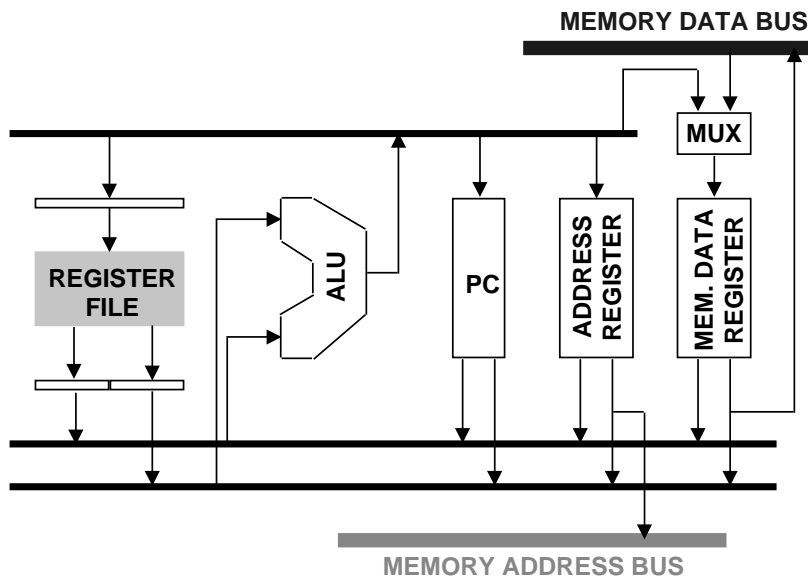 MEMORY DATA BUS
MUX
REGISTER
FILE
ALU
PC
ADDRESS
REGISTER
MEM. DATA
REGISTER
MEMORY ADDRESS BUS